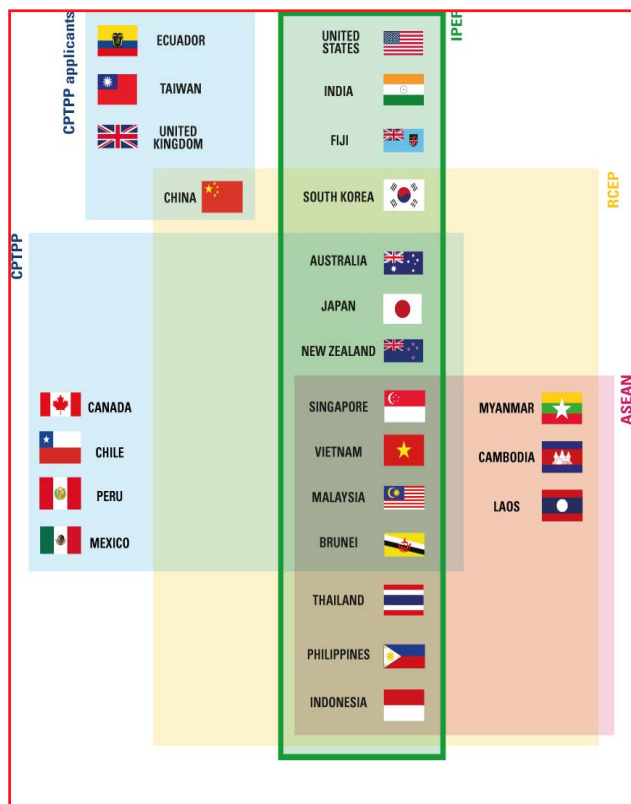 CPTPP applicants
ECUADOR
TAIWAN
UNITED
KINGDOM
CHINA
IPEF
UNITED
STATES
INDIA
FIJI
SOUTH KOREA
RCEP
CPTPP
AUSTRALIA
JAPAN
NEW ZEALAND
ASEAN
CANADA
CHILE
PERU
MEXICO
SINGAPORE
VIETNAM
MALAYSIA
BRUNEI
THAILAND
PHILIPPINES
INDONESIA
MYANMAR
CAMBODIA
LAOS